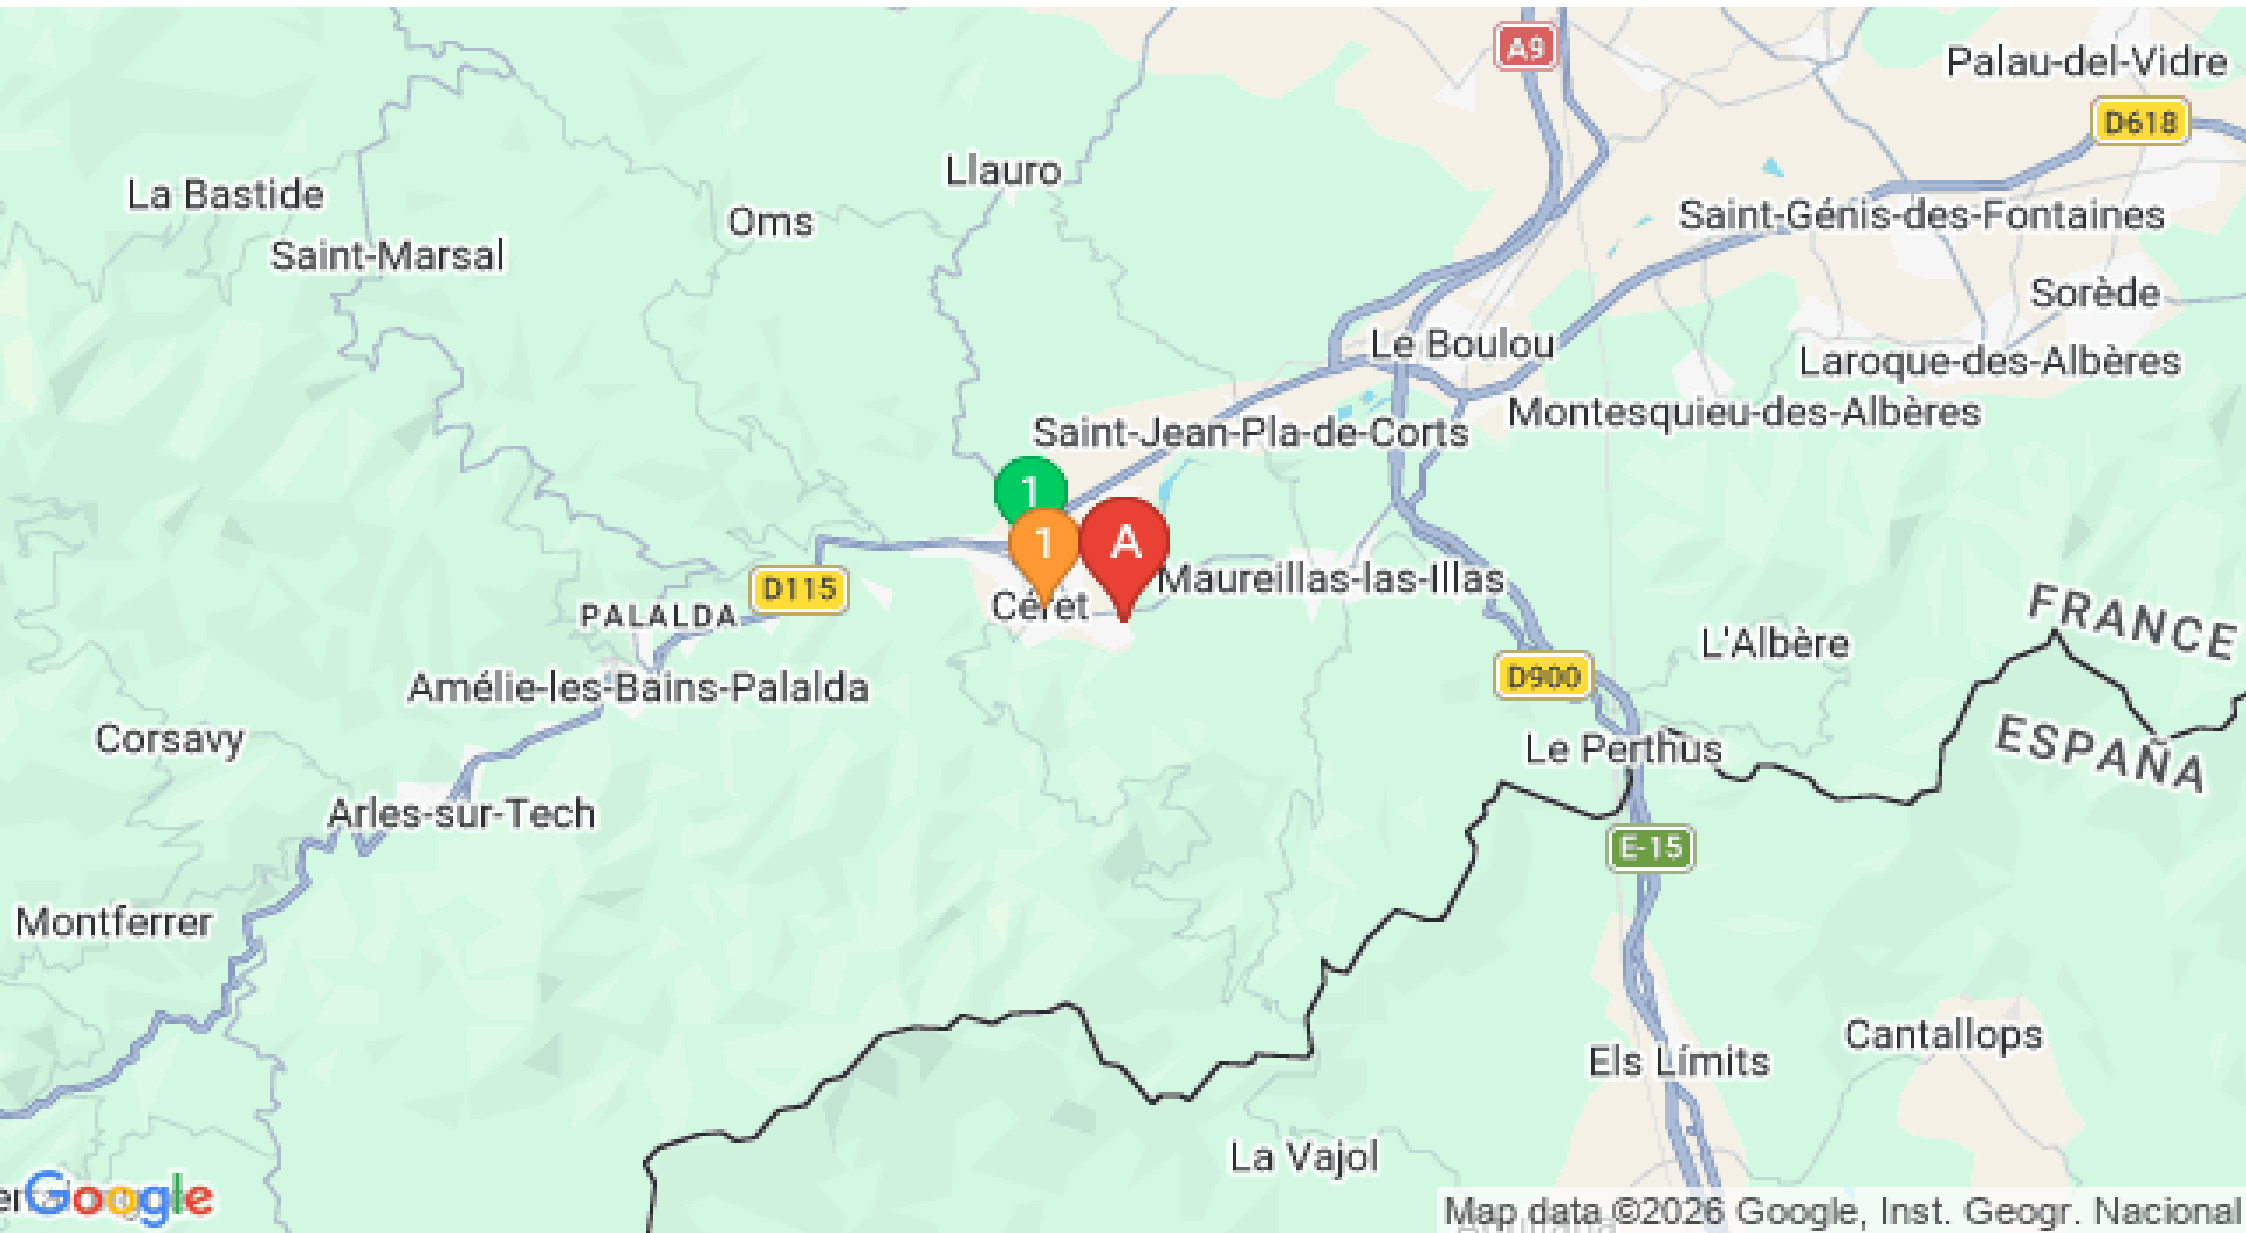 A9
Palau-del-Vidre
D618
Llauro
La Bastide
Oms
Saint-Génis-des-Fontaines
Saint-Marsal
Sorède
Le Boulou
Laroque-des-Albères
Montesquieu-des-Albères
Saint-Jean-Pla-de-Corts
1
1
A
Maureillas-las-Illas
D115
Céret
PALALDA
FRANCE
L'Albère
D900
Amélie-les-Bains-Palalda
Corsavy
Le Perthus
ESPAÑA
Arles-sur-Tech
E-15
Montferrer
Cantallops
Els Límits
La Vajol
Google
Map data ©2026 Google, Inst. Geogr. Nacional